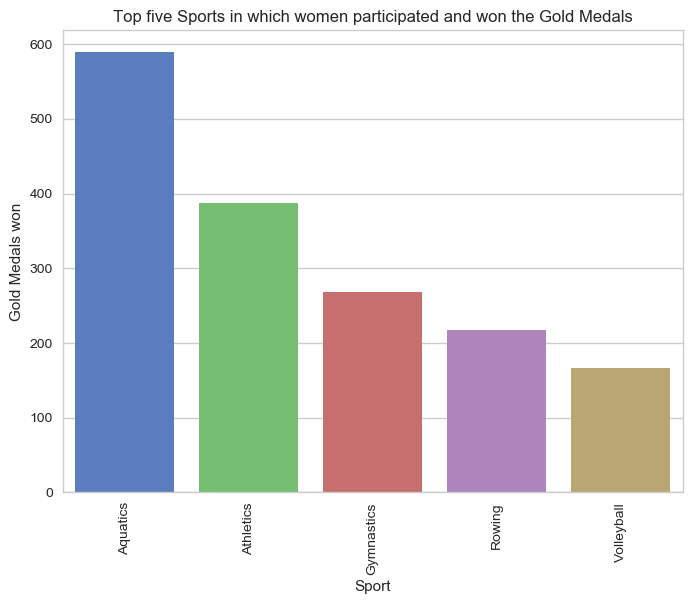 Top five Sports in which women participated and won the Gold Medals
Gold Medals won
600
500
400
300
200
100
0
Aquatics
Athletics
Gymnastics
Rowing
Volleyball
Sport